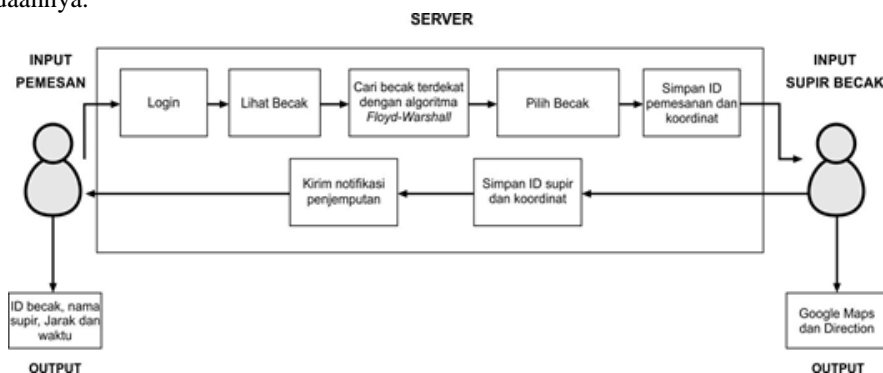 SERVER
INPUT
PEMESAN
INPUT
SUPIR BECAK
Login
Lihat Becak
Cari becak terdekat
dengan algoritma
Floyd-Warshall
Pilih Becak
Simpan ID
pemesanan dan
koordinat
Kirim notifikasi
penjemputan
Simpan ID supir
dan koordinat
ID becak, nama
supir, Jarak dan
waktu
OUTPUT
Google Maps
dan Direction
OUTPUT